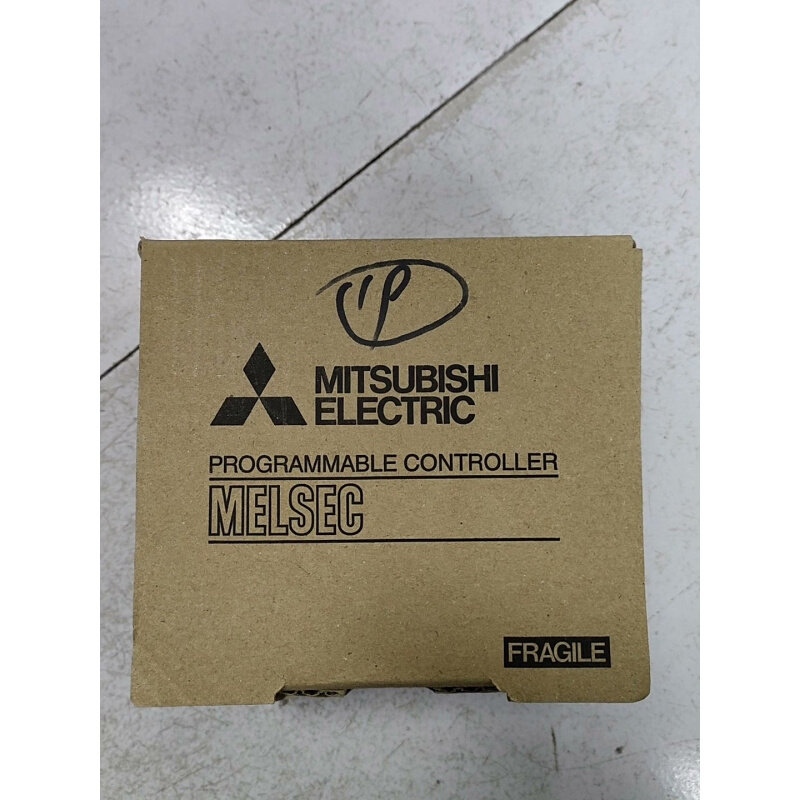 MITSUBISHI
ELECTRIC
PROGRAMMABLE CONTROLLER
MELSEC
FRAGILE